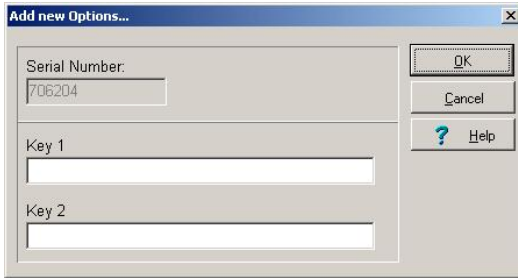 Add new Options...
Serial Number:
706204
Key 1
Key 2
OK
Cancel
? Help